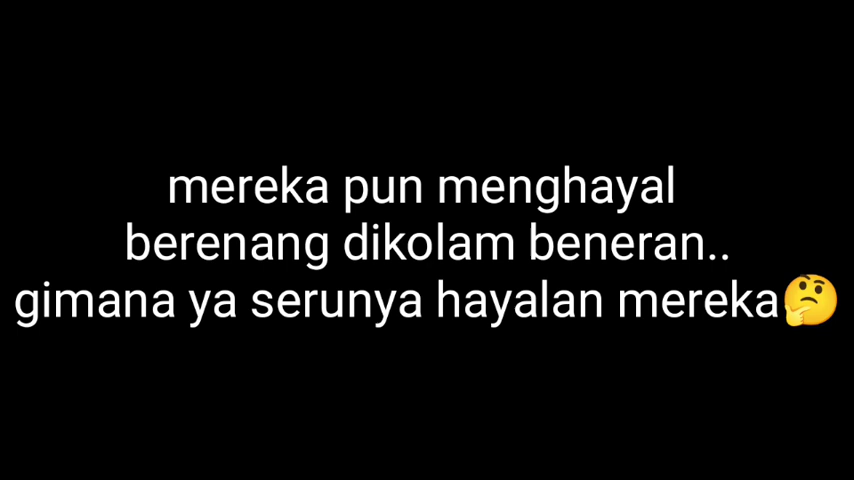 mereka pun menghayal
berenang dikolam beneran..
gimana ya serunya hayalan mereka🤔